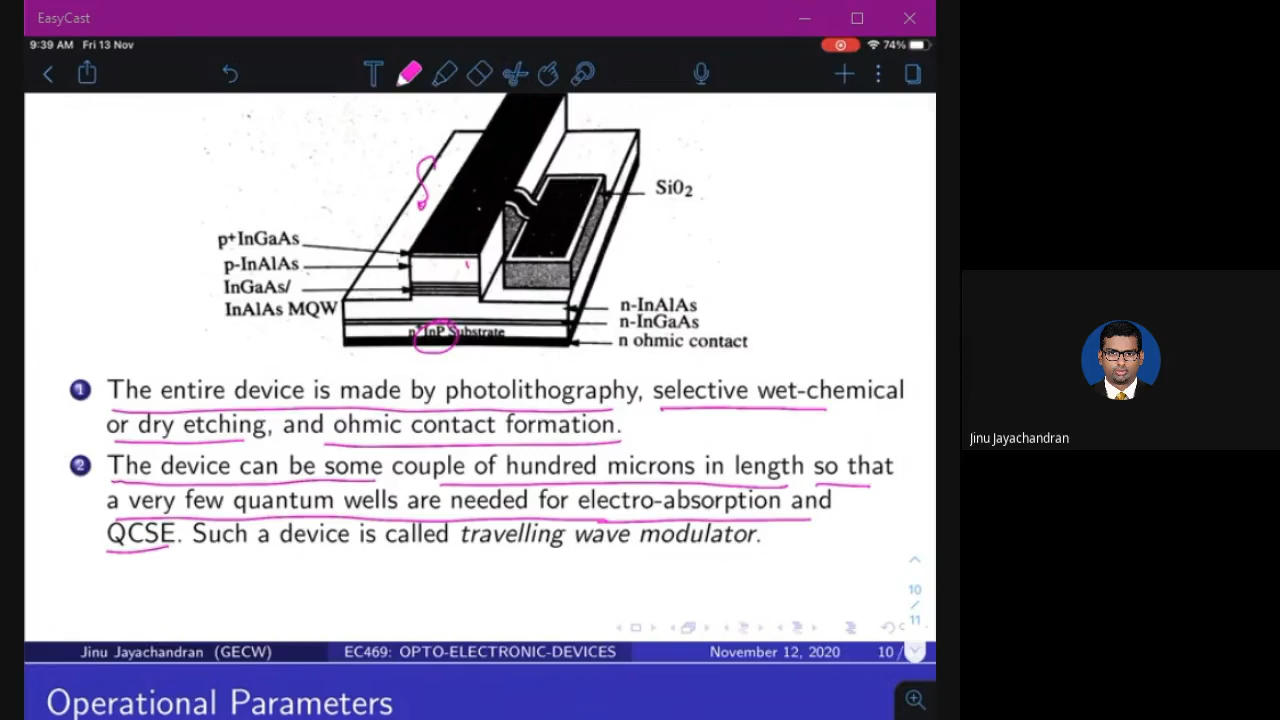 EasyCast
9:39 AM Fri 13 Nov
74%
SiO2
p+InGaAs
p-InAlAs
InGaAs/
InAlAs MQW
n-InAlAs
n-InGaAs
n+ InP Substrate
n ohmic contact
1 The entire device is made by photolithography, selective wet-chemical
or dry etching, and ohmic contact formation.
2 The device can be some couple of hundred microns in length so that
a very few quantum wells are needed for electro-absorption and
QCSE. Such a device is called travelling wave modulator.
10
/
11
Jinu Jayachandran (GECW) EC469: OPTO-ELECTRONIC-DEVICES November 12, 2020 10 /
Operational Parameters
Jinu Jayachandran